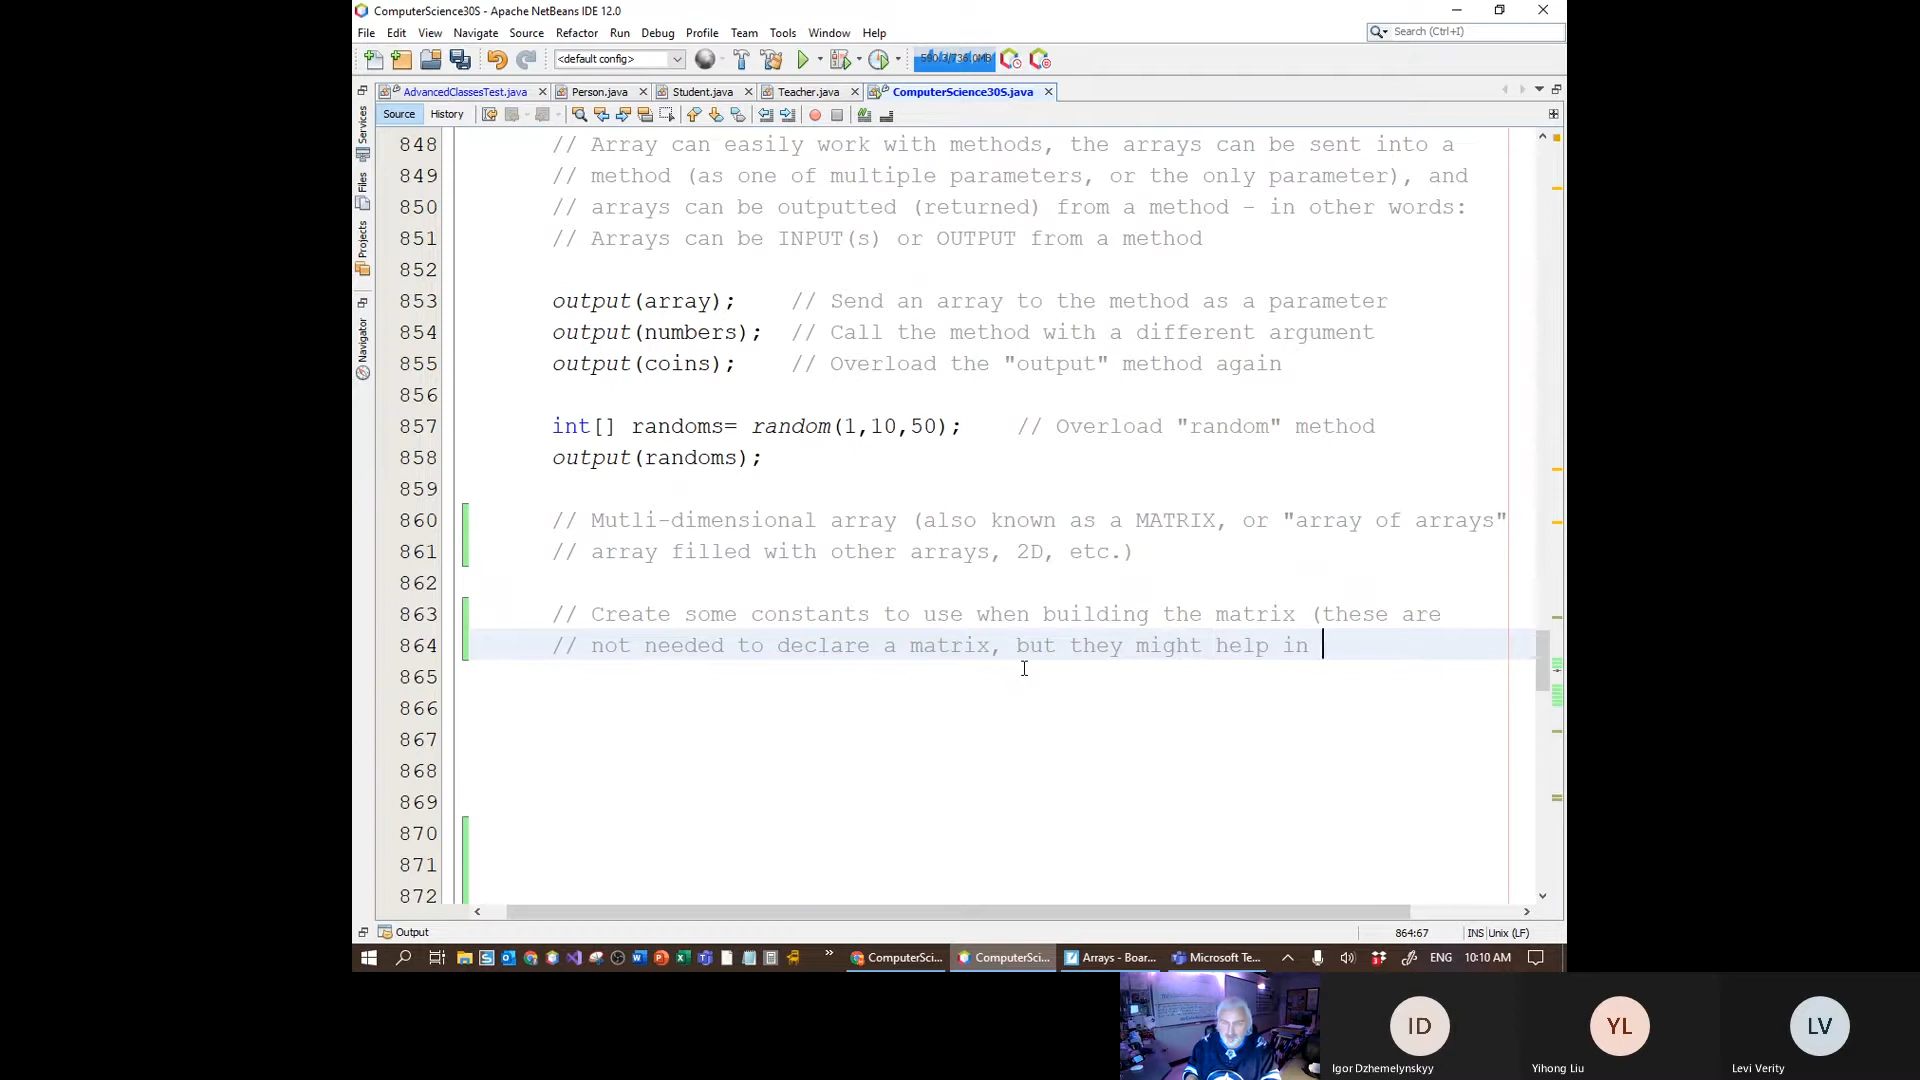 ComputerScience30S - Apache NetBeans IDE 12.0
File Edit View Navigate Source Refactor Run Debug Profile Team Tools Window Help
Search (Ctrl+I)
<default config>
590.3/736.0MB
AdvancedClassesTest.java Person.java Student.java Teacher.java ComputerScience30S.java
Source History
Services
Files
Projects
Navigator
848 // Array can easily work with methods, the arrays can be sent into a
849 // method (as one of multiple parameters, or the only parameter), and
850 // arrays can be outputted (returned) from a method - in other words:
851 // Arrays can be INPUT(s) or OUTPUT from a method
852
853 output(array); // Send an array to the method as a parameter
854 output(numbers); // Call the method with a different argument
855 output(coins); // Overload the "output" method again
856
857 int[] randoms= random(1,10,50); // Overload "random" method
858 output(randoms);
859
860 // Mutli-dimensional array (also known as a MATRIX, or "array of arrays"
861 // array filled with other arrays, 2D, etc.)
862
863 // Create some constants to use when building the matrix (these are
864 // not needed to declare a matrix, but they might help in
865
866
867
868
869
870
871
872
Output
864:67 INS Unix (LF)
ComputerSci... ComputerSci... Arrays - Boar... Microsoft Te... ENG 10:10 AM
ID YL LV
Igor Dzhemelynskyy Yihong Liu Levi Verity